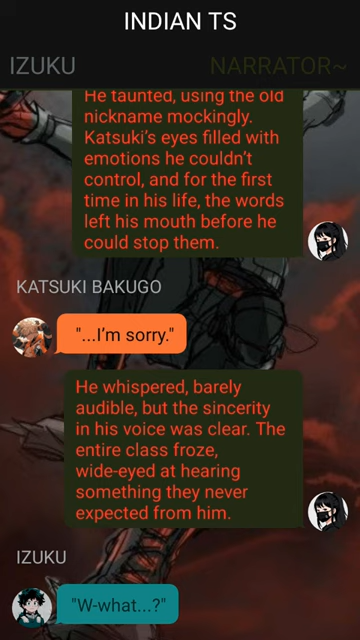 INDIAN TS
IZUKU
NARRATOR~
He taunted, using the old
nickname mockingly.
Katsuki's eyes filled with
emotions he couldn't
control, and for the first
time in his life, the words
left his mouth before he
could stop them.
KATSUKI BAKUGO
"...I'm sorry."
He whispered, barely
audible, but the sincerity
in his voice was clear. The
entire class froze,
wide-eyed at hearing
something they never
expected from him.
IZUKU
"W-what...?"